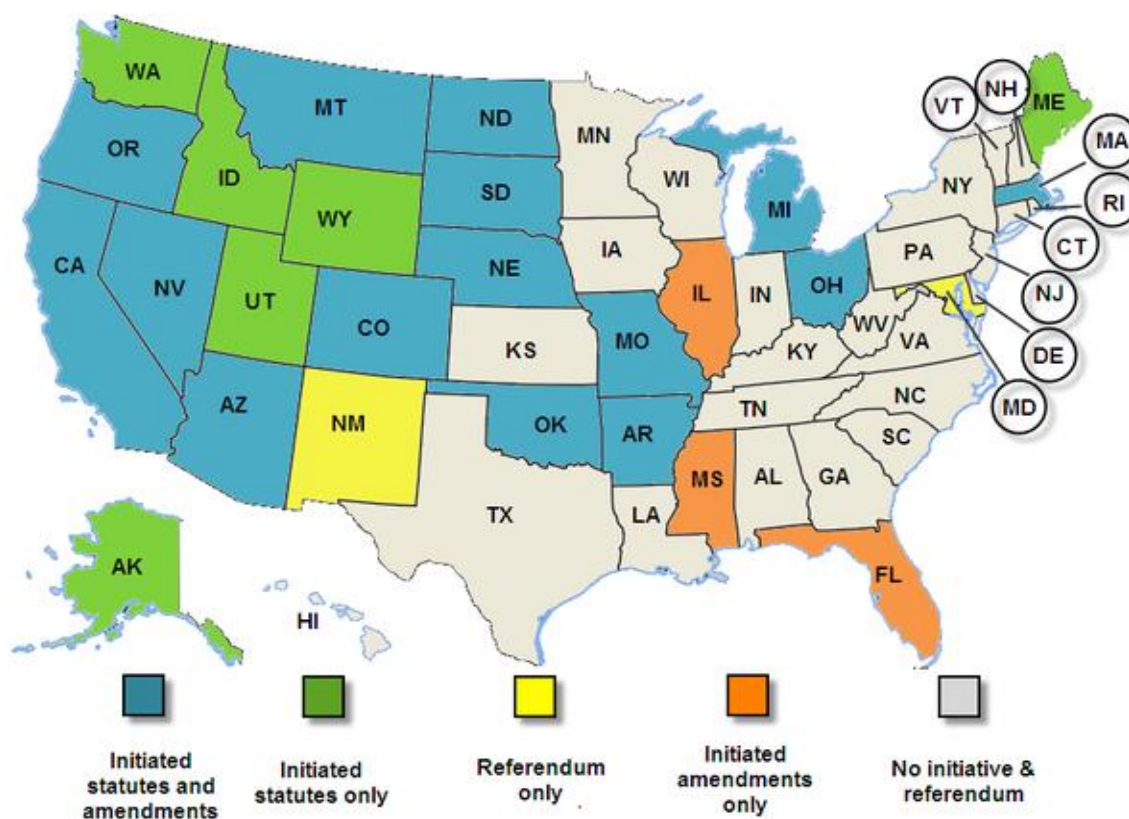 WA
MT
ND
MN
VT
NH
ME
OR
ID
SD
WI
MI
NY
MA
RI
WY
CT
IA
PA
NJ
CA
NV
UT
NE
IL
IN
OH
CO
MO
WV
VA
DE
KS
KY
MD
AZ
NM
OK
AR
TN
NC
SC
MS
AL
GA
TX
LA
AK
FL
HI
Initiated
statutes and
amendments
Initiated
statutes only
Referendum
only
Initiated
amendments
only
No initiative &
referendum